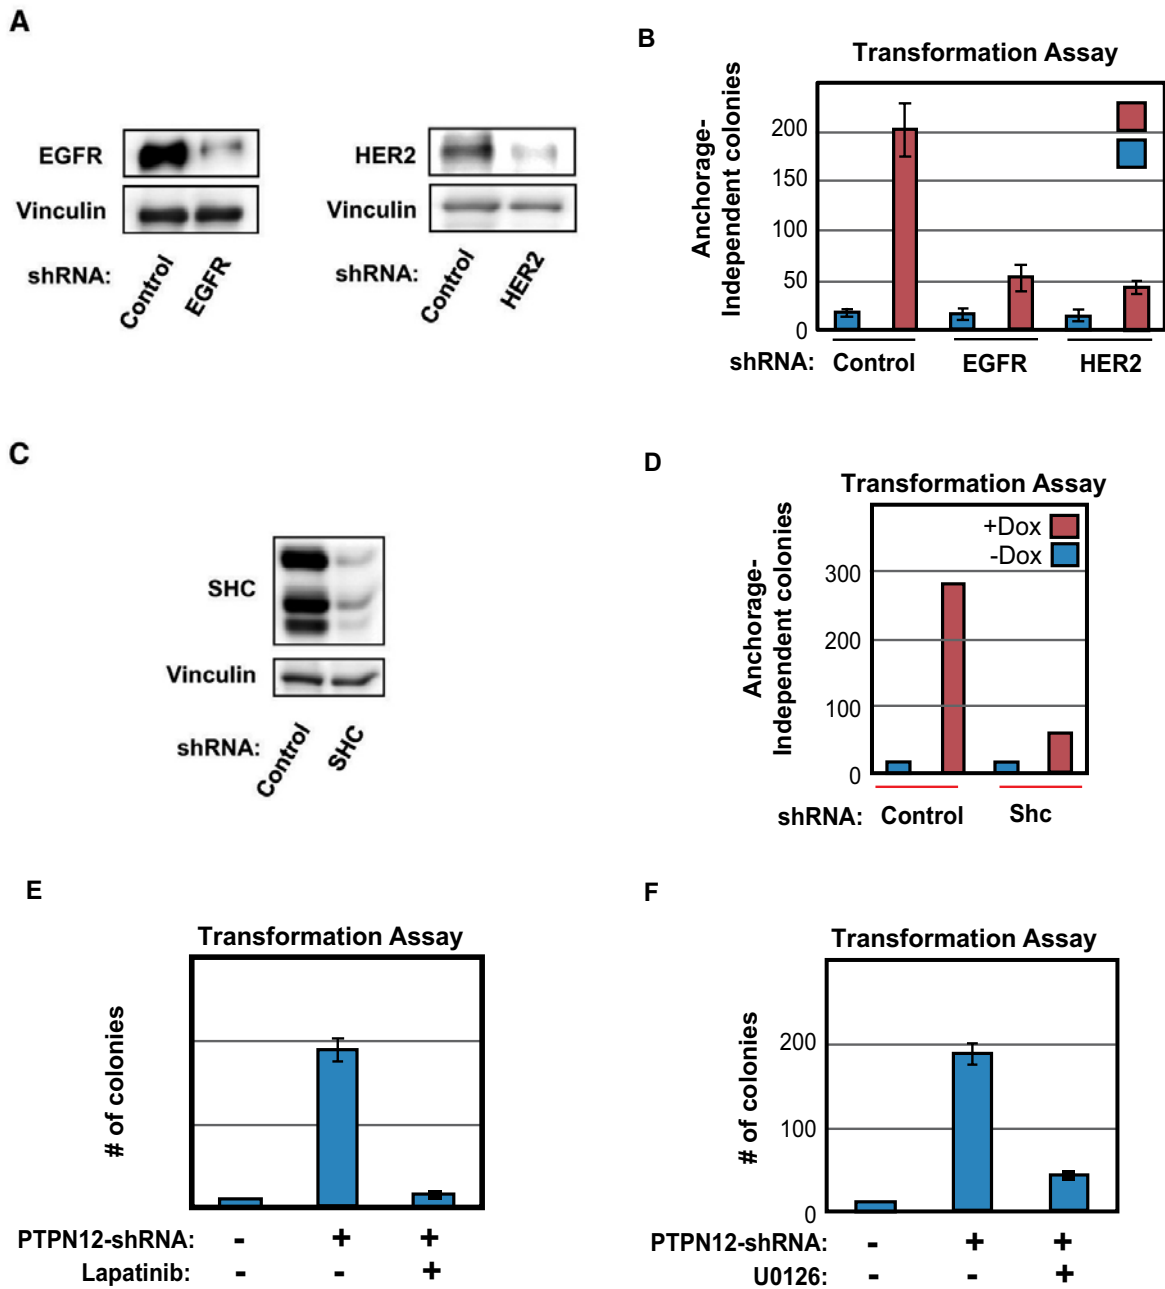 A
EGFR
Vinculin
shRNA:
Control
EGFR
HER2
Vinculin
shRNA:
Control
HER2
B
Transformation Assay
Anchorage-
Independent colonies
200
150
100
50
0
shRNA: Control EGFR HER2
C
SHC
Vinculin
shRNA:
Control
SHC
D
Transformation Assay
Anchorage-
Independent colonies
+Dox
-Dox
300
200
100
0
shRNA: Control Shc
E
Transformation Assay
# of colonies
PTPN12-shRNA: - + +
Lapatinib: - - +
F
Transformation Assay
# of colonies
200
100
0
PTPN12-shRNA: - + +
U0126: - - +